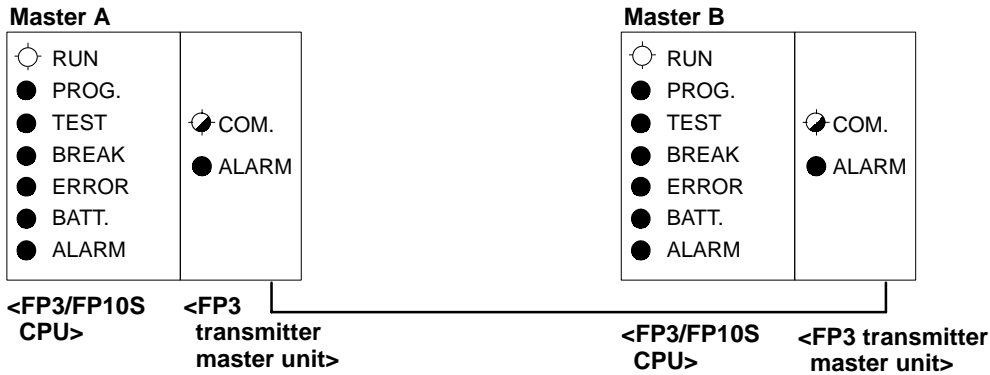 Master A
RUN
PROG.
TEST
BREAK
ERROR
BATT.
ALARM
COM.
ALARM
<FP3/FP10S
CPU>
<FP3
transmitter
master unit>
Master B
RUN
PROG.
TEST
BREAK
ERROR
BATT.
ALARM
COM.
ALARM
<FP3/FP10S
CPU>
<FP3 transmitter
master unit>